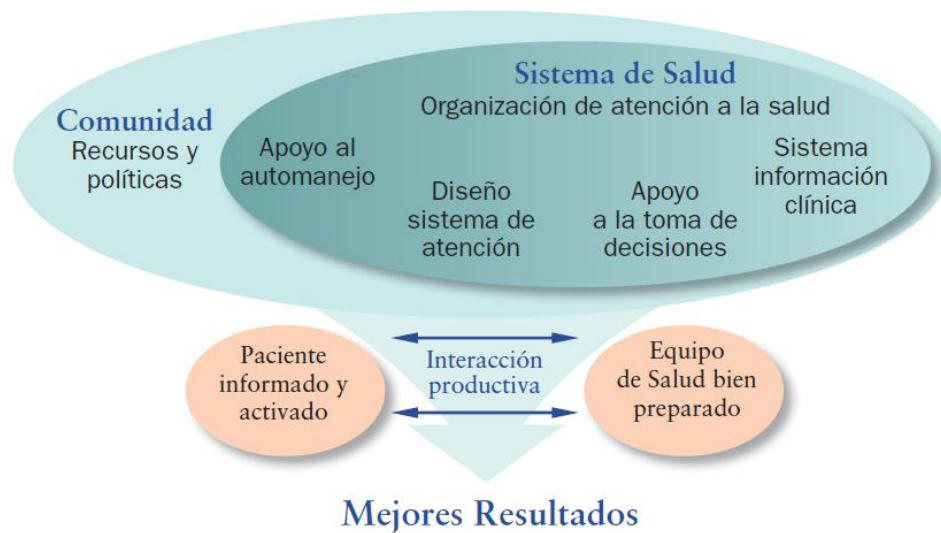 Sistema de Salud
Organización de atención a la salud
Comunidad
Recursos y
políticas
Apoyo al
automanejo
Diseño
sistema de
atención
Apoyo
a la toma de
decisiones
Sistema
información
clínica
Paciente
informado y
activado
Interacción
productiva
Equipo
de Salud bien
preparado
Mejores Resultados